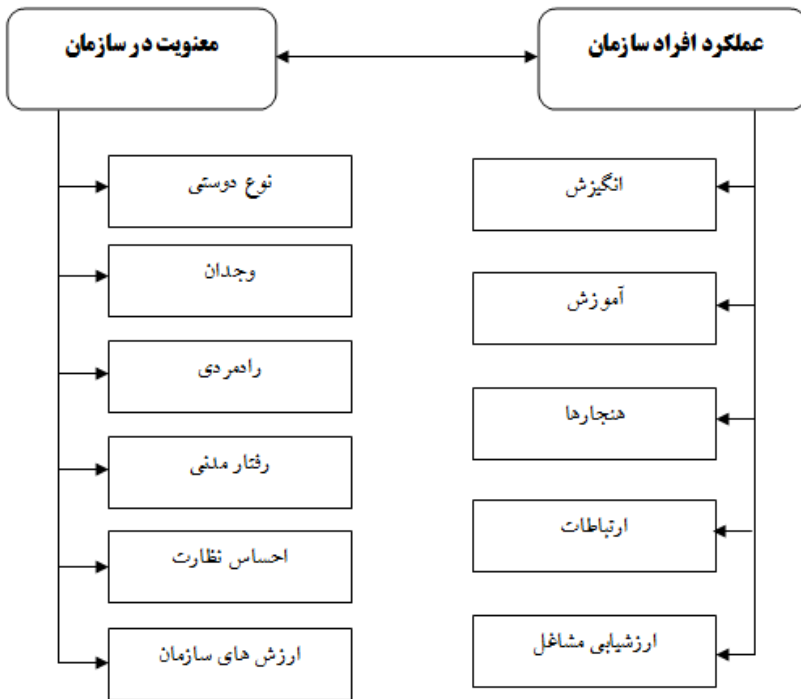 عملکرد افراد سازمان
معنویت در سازمان
انگیزش
آموزش
هنجارها
ارتباطات
ارزشیابی مشاغل
نوع دوستی
وجدان
رادمردی
رفتار مدنی
احساس نظارت
ارزش های سازمان